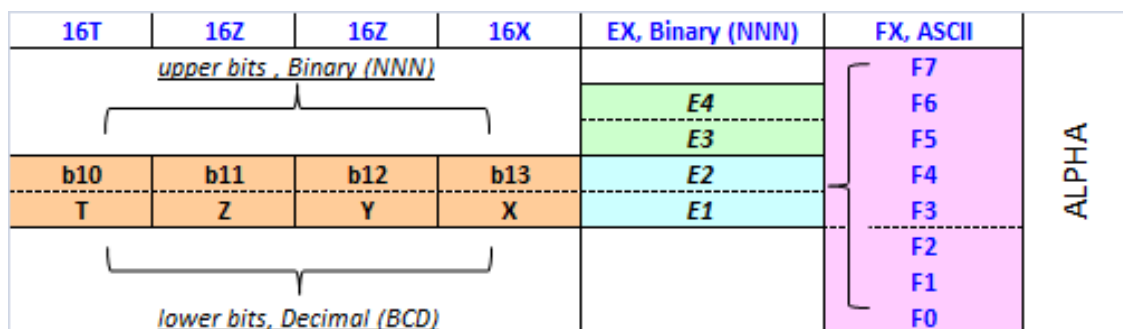 16T 16Z 16Z 16X EX, Binary (NNN) FX, ASCII
upper bits , Binary (NNN) F7
E4 F6
E3 F5
b10 b11 b12 b13 E2 F4
T Z Y X E1 F3
F2
F1
lower bits, Decimal (BCD) F0
ALPHA